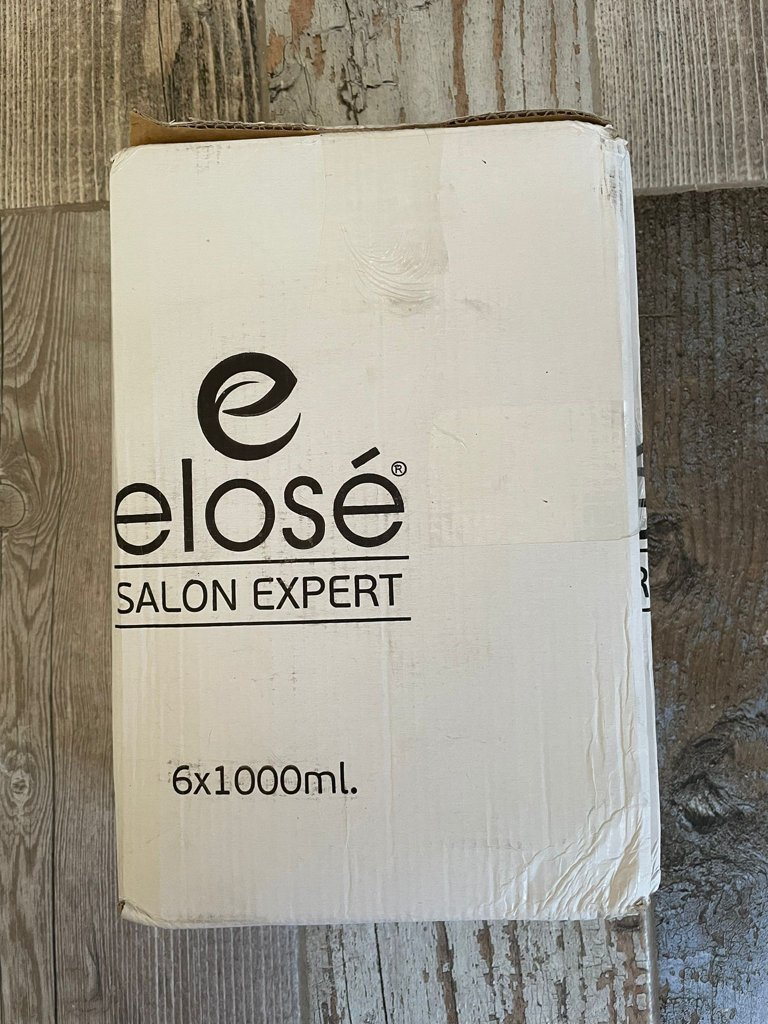 elosé®
SALON EXPERT
6x1000ml.